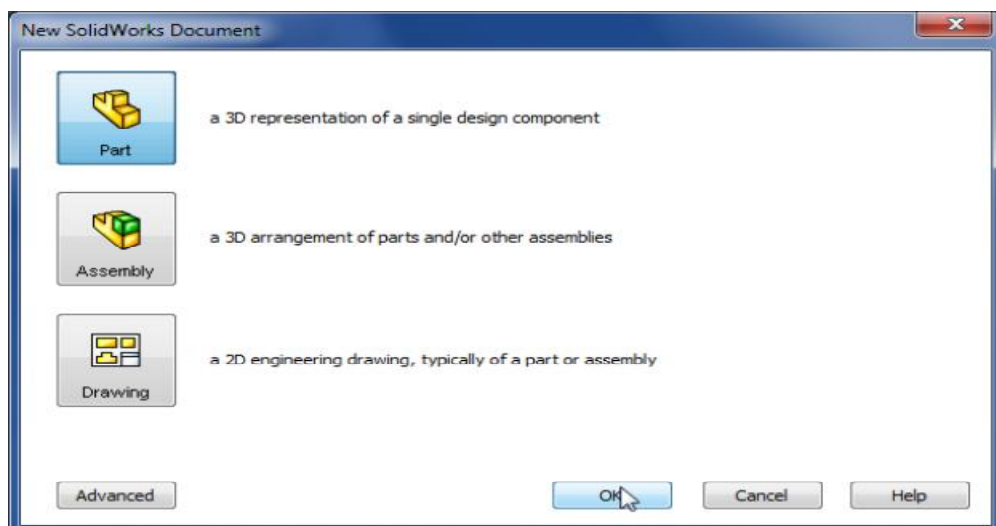 New SolidWorks Document
Part
a 3D representation of a single design component
Assembly
a 3D arrangement of parts and/or other assemblies
Drawing
a 2D engineering drawing, typically of a part or assembly
Advanced
OK
Cancel
Help